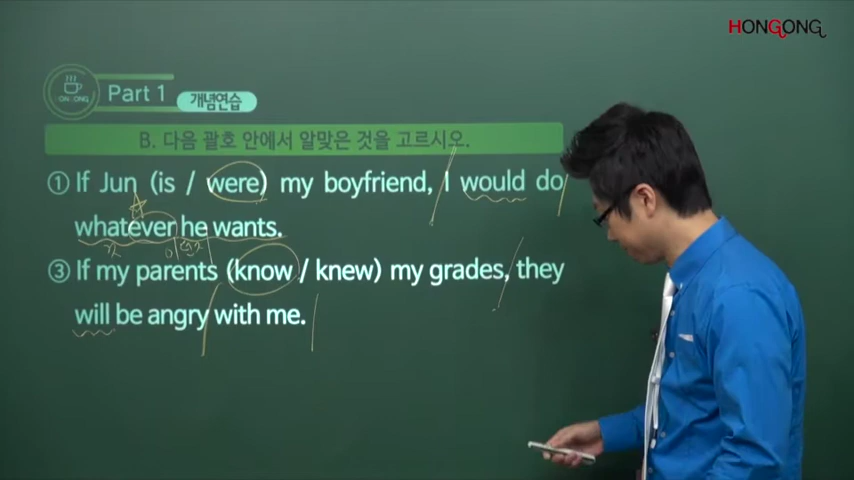 HONGONG
Part 1
개념연습
B. 다음 괄호 안에서 알맞은 것을 고르시오.
① If Jun (is / were) my boyfriend, I would do
whatever he wants.
③ If my parents (know / knew) my grades, they
will be angry with me.